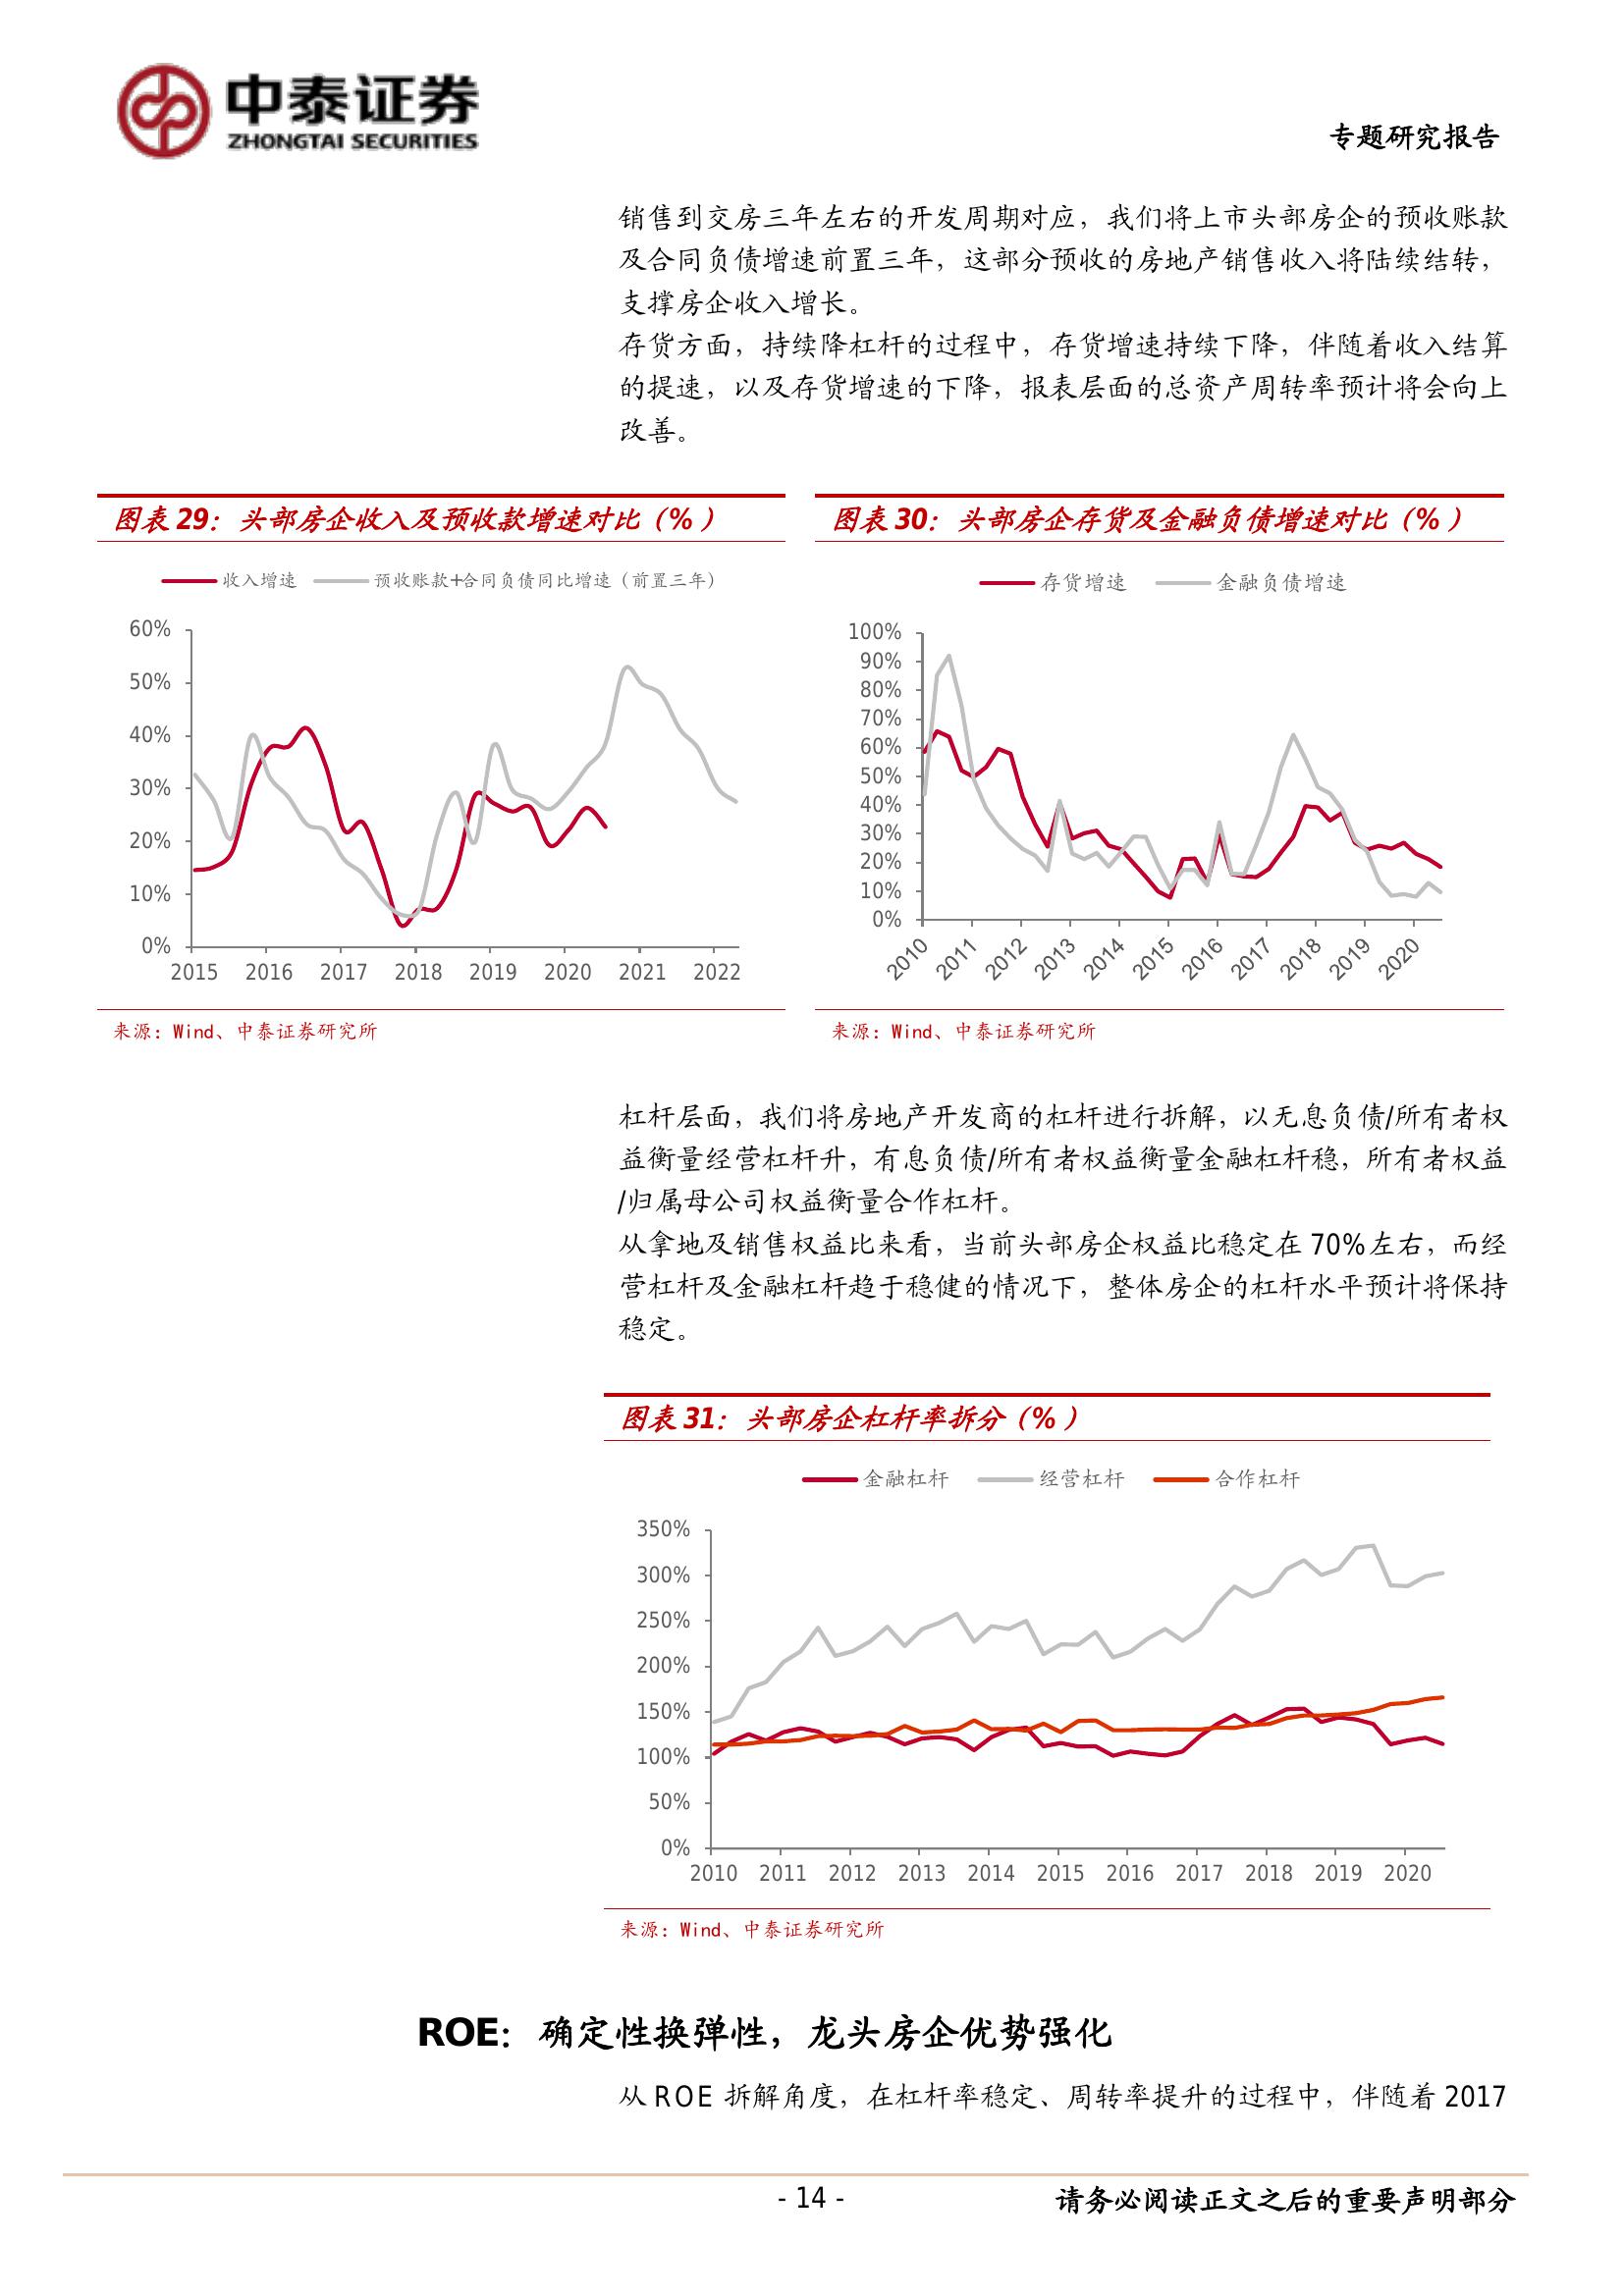 中泰证券
ZHONGTAI SECURITIES
专题研究报告
销售到交房三年左右的开发周期对应，我们将上市头部房企的预收账款
及合同负债增速前置三年，这部分预收的房地产销售收入将陆续结转，
支撑房企收入增长。
存货方面，持续降杠杆的过程中，存货增速持续下降，伴随着收入结算
的提速，以及存货增速的下降，报表层面的总资产周转率预计将会向上
改善。
图表 29：头部房企收入及预收款增速对比（%）
收入增速 预收账款+合同负债同比增速（前置三年）
60%
50%
40%
30%
20%
10%
0%
2015 2016 2017 2018 2019 2020 2021 2022
来源：Wind、中泰证券研究所
图表 30：头部房企存货及金融负债增速对比（%）
存货增速 金融负债增速
100%
90%
80%
70%
60%
50%
40%
30%
20%
10%
0%
2010 2011 2012 2013 2014 2015 2016 2017 2018 2019 2020
来源：Wind、中泰证券研究所
杠杆层面，我们将房地产开发商的杠杆进行拆解，以无息负债/所有者权
益衡量经营杠杆升，有息负债/所有者权益衡量金融杠杆稳，所有者权益
/归属母公司权益衡量合作杠杆。
从拿地及销售权益比来看，当前头部房企权益比稳定在 70%左右，而经
营杠杆及金融杠杆趋于稳健的情况下，整体房企的杠杆水平预计将保持
稳定。
图表 31：头部房企杠杆率拆分（%）
金融杠杆 经营杠杆 合作杠杆
350%
300%
250%
200%
150%
100%
50%
0%
2010 2011 2012 2013 2014 2015 2016 2017 2018 2019 2020
来源：Wind、中泰证券研究所
ROE：确定性换弹性，龙头房企优势强化
从 ROE 拆解角度，在杠杆率稳定、周转率提升的过程中，伴随着 2017
- 14 -
请务必阅读正文之后的重要声明部分